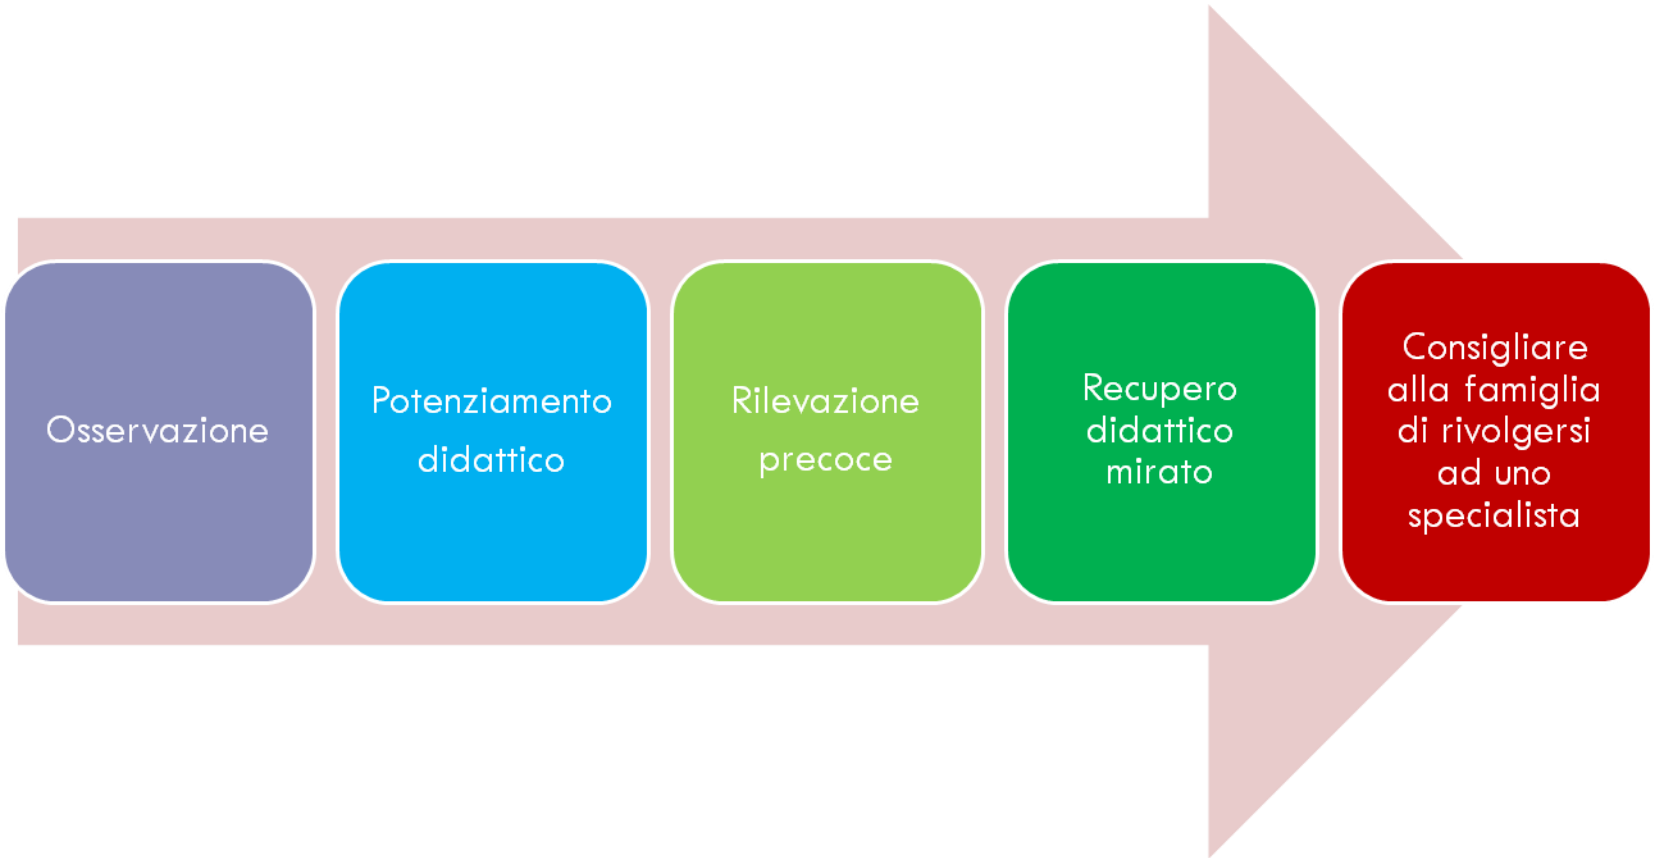 Osservazione
Potenziamento
didattico
Rilevazione
precoce
Recupero
didattico
mirato
Consigliare
alla famiglia
di rivolgersi
ad uno
specialista